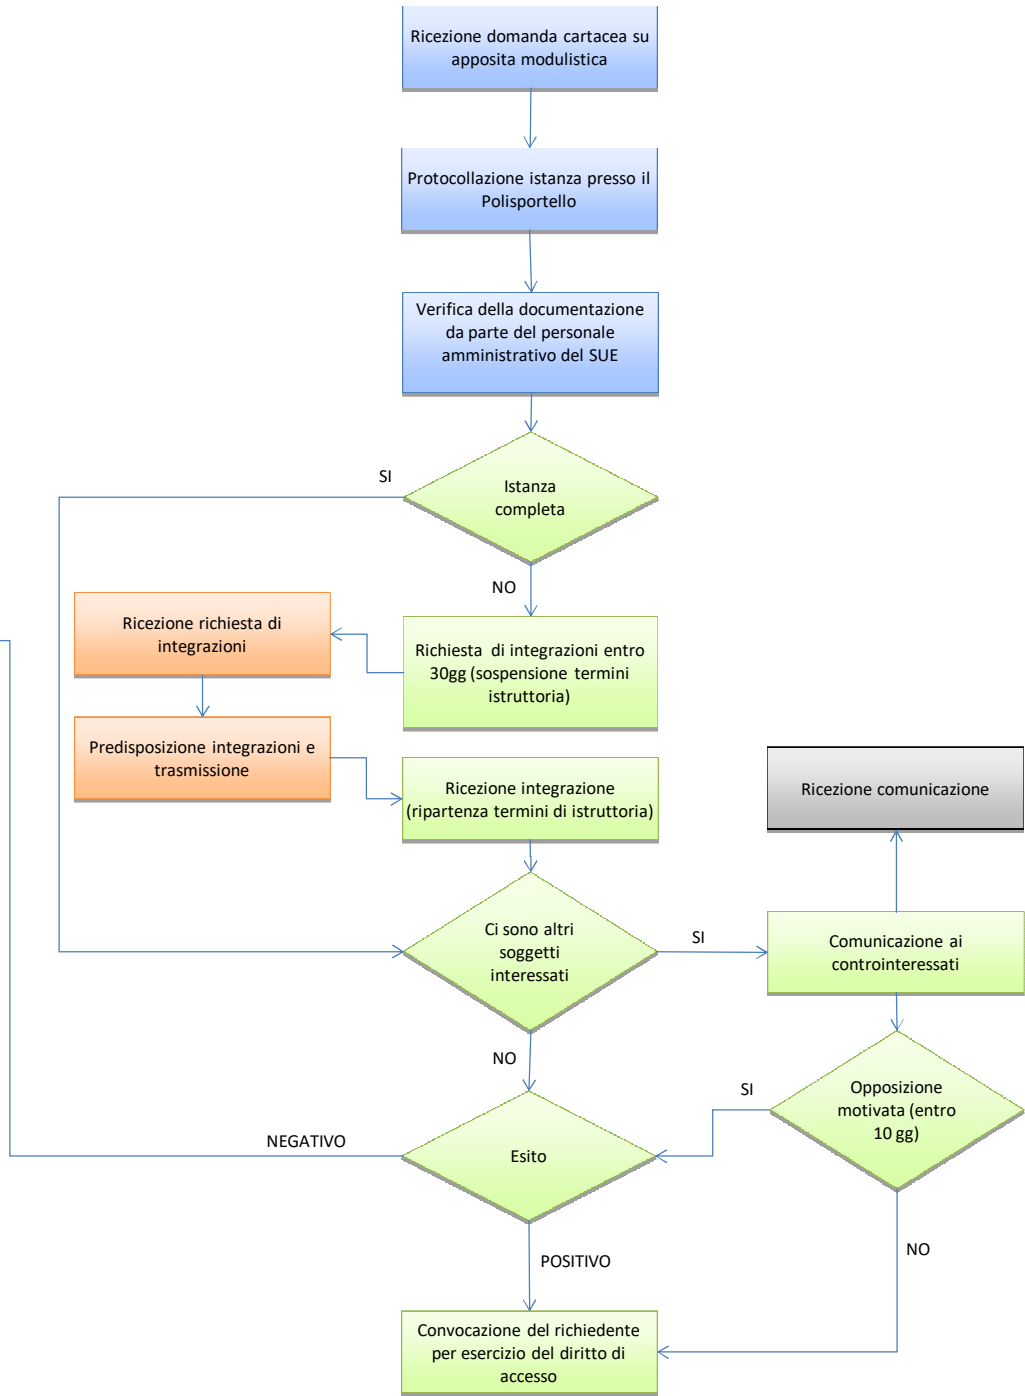 Ricezione domanda cartacea su
apposita modulistica
Protocollazione istanza presso il
Polisportello
Verifica della documentazione
da parte del personale
amministrativo del SUE
SI
Istanza
completa
NO
Ricezione richiesta di
integrazioni
Richiesta di integrazioni entro
30gg (sospensione termini
istruttoria)
Predisposizione integrazioni e
trasmissione
Ricezione integrazione
(ripartenza termini di istruttoria)
Ricezione comunicazione
Ci sono altri
soggetti
interessati
SI
Comunicazione ai
controinteressati
NO
SI
Opposizione
motivata (entro
10 gg)
NEGATIVO
Esito
NO
POSITIVO
Convocazione del richiedente
per esercizio del diritto di
accesso